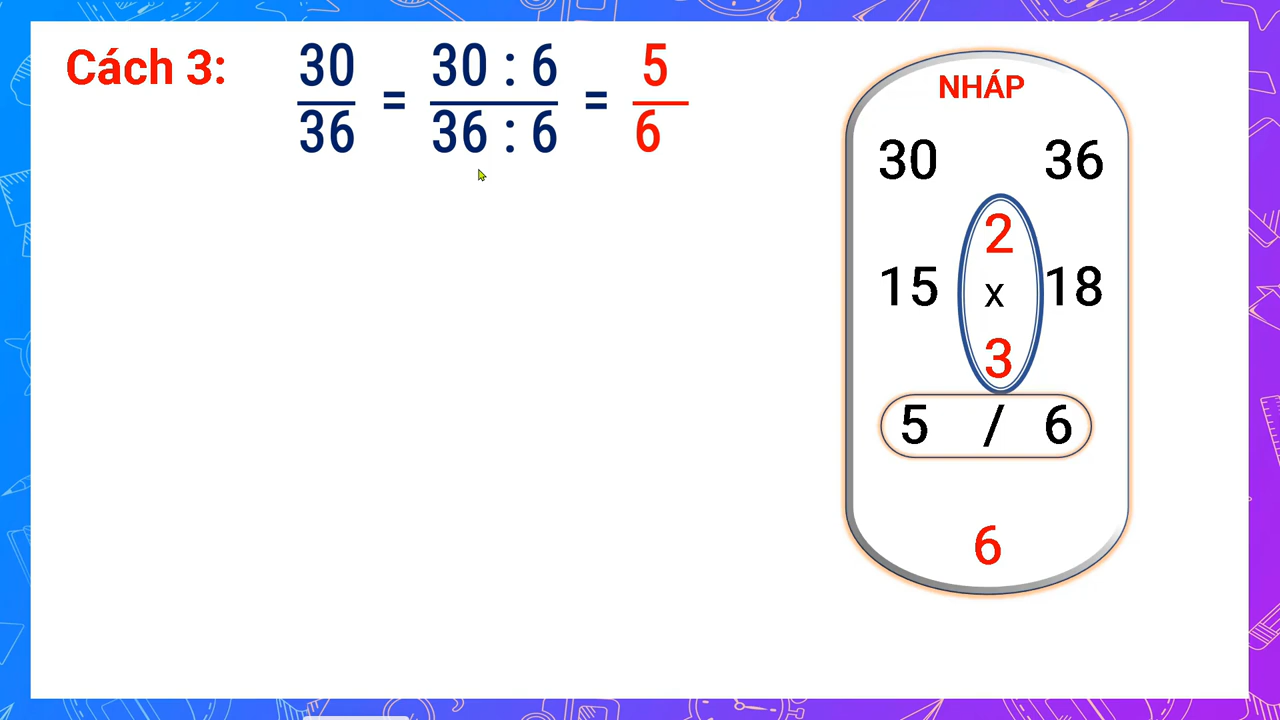 Cách 3:
30 = 30 : 6 = 5
36 36 : 6 6
NHÁP
30 36
2
15 x 18
3
5 / 6
6